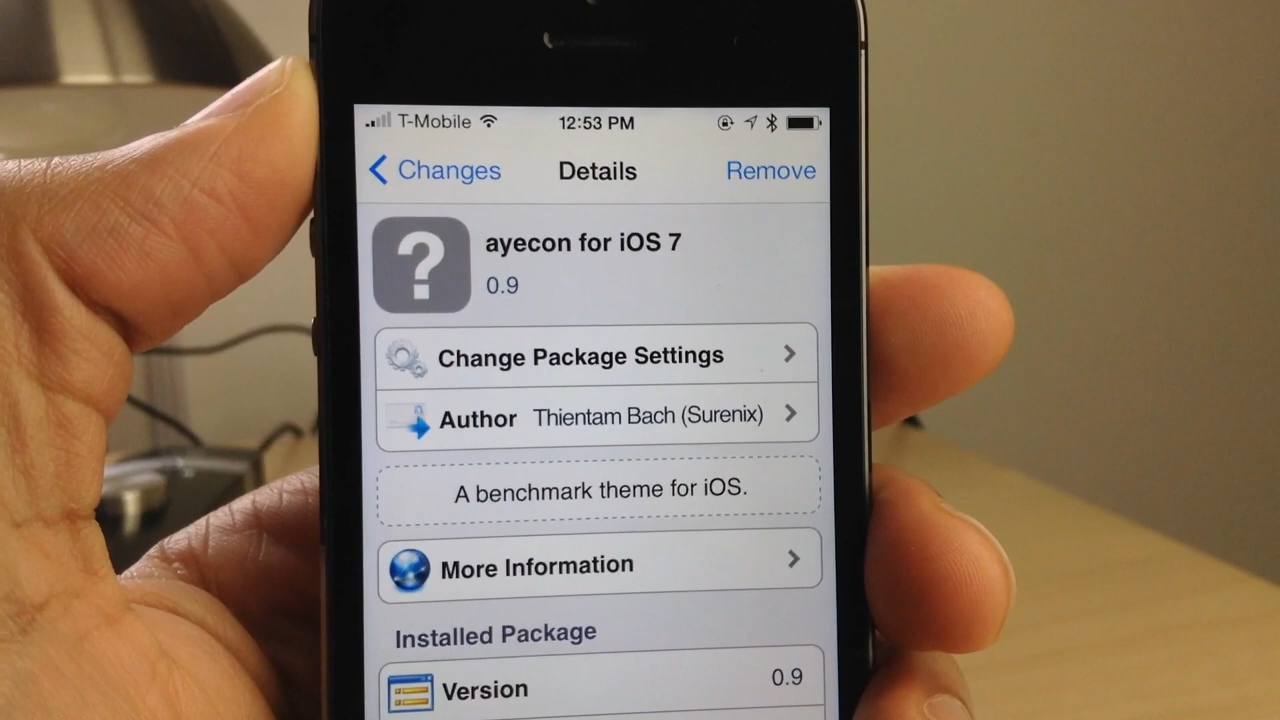 T-Mobile 12:53 PM
Changes Details Remove
?
ayecon for iOS 7
0.9
Change Package Settings
Author Thientam Bach (Surenix)
A benchmark theme for iOS.
More Information
Installed Package
Version 0.9